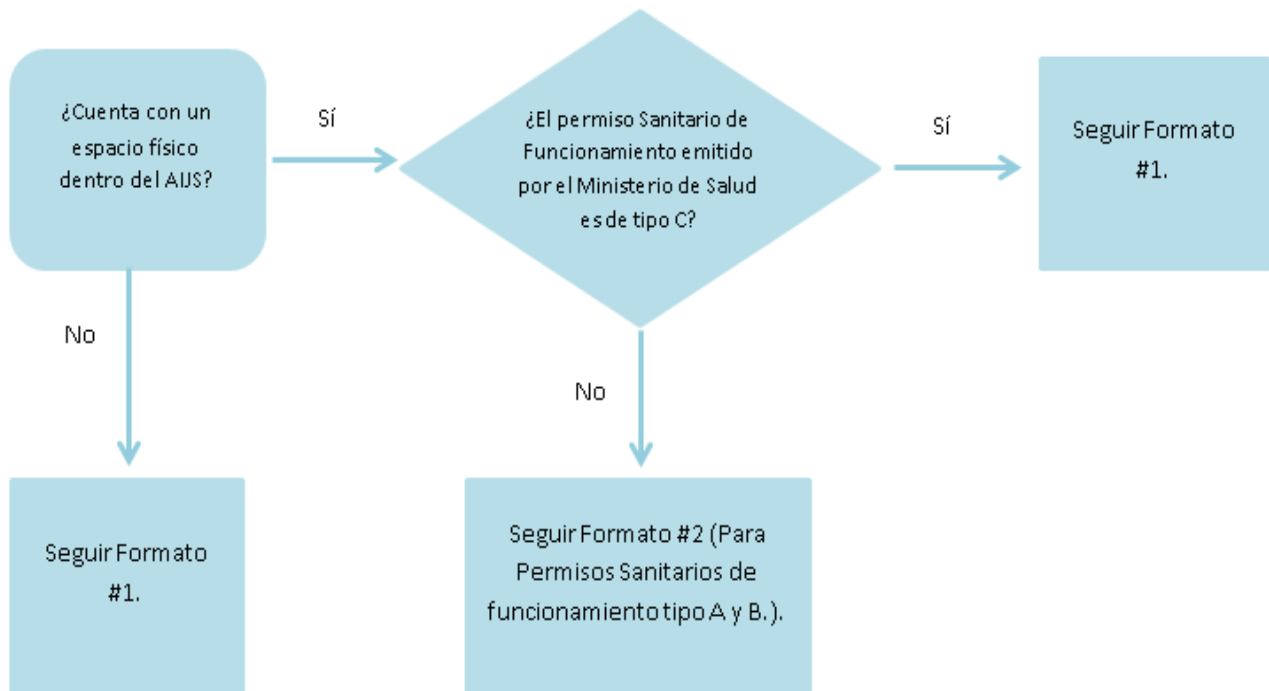 ¿Cuenta con un
espacio físico
dentro del AIJS?
Sí
¿El permiso Sanitario de
Funcionamiento emitido
por el Ministerio de Salud
es de tipo C?
Sí
Seguir Formato
#1.
No
No
Seguir Formato
#1.
Seguir Formato #2 (Para
Permisos Sanitarios de
funcionamiento tipo A y B.).